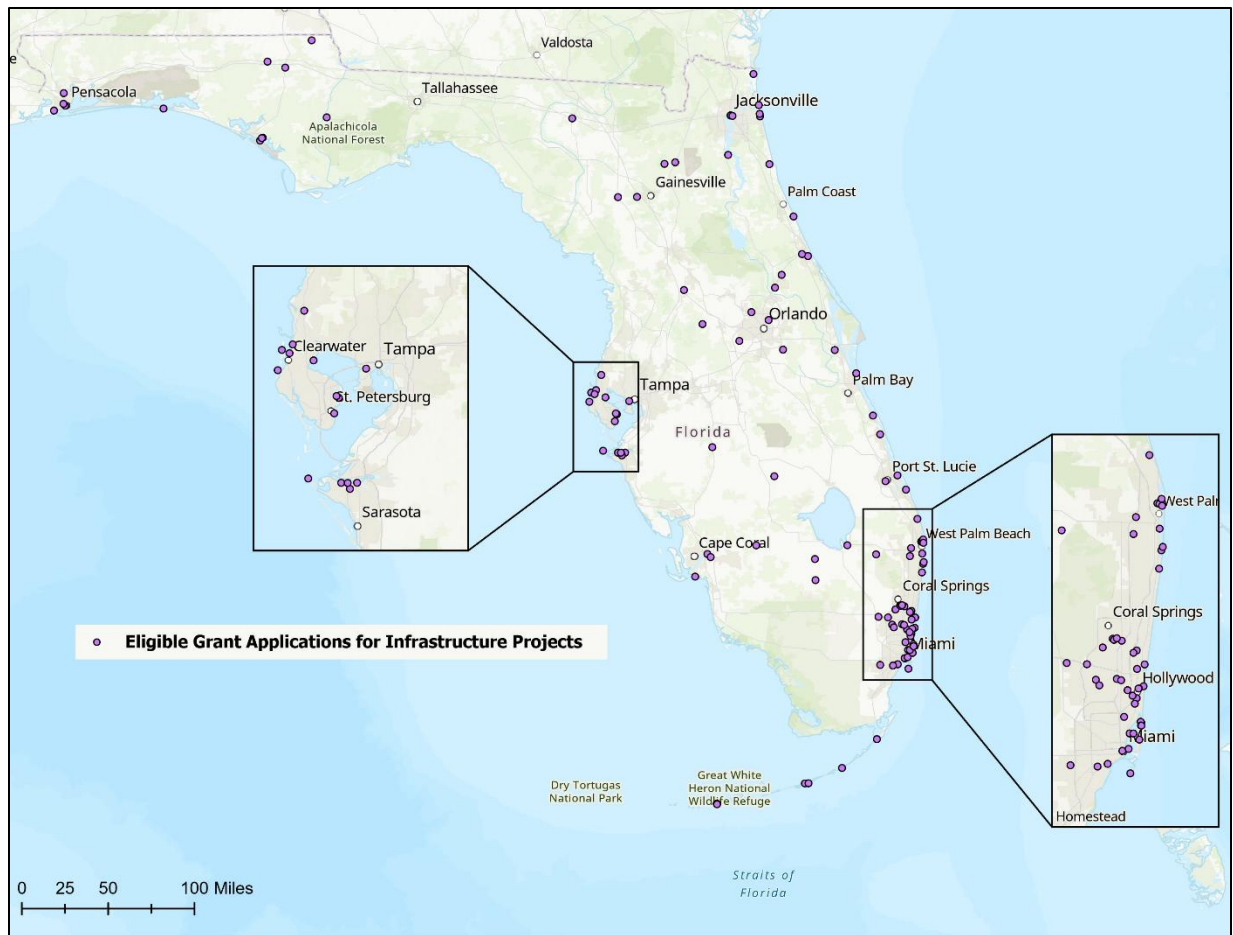 e
Valdosta
Pensacola
Tallahassee
Jacksonville
Apalachicola
National Forest
Gainesville
Palm Coast
Orlando
Clearwater
Tampa
St. Petersburg
Sarasota
Tampa
Palm Bay
Florida
Port St. Lucie
Cape Coral
West Palm Beach
Coral Springs
Miami
West Palr
Coral Springs
Hollywood
Miami
Homestead
Eligible Grant Applications for Infrastructure Projects
Dry Tortugas
National Park
Great White
Heron National
Wildlife Refuge
Straits of
Florida
0 25 50 100 Miles